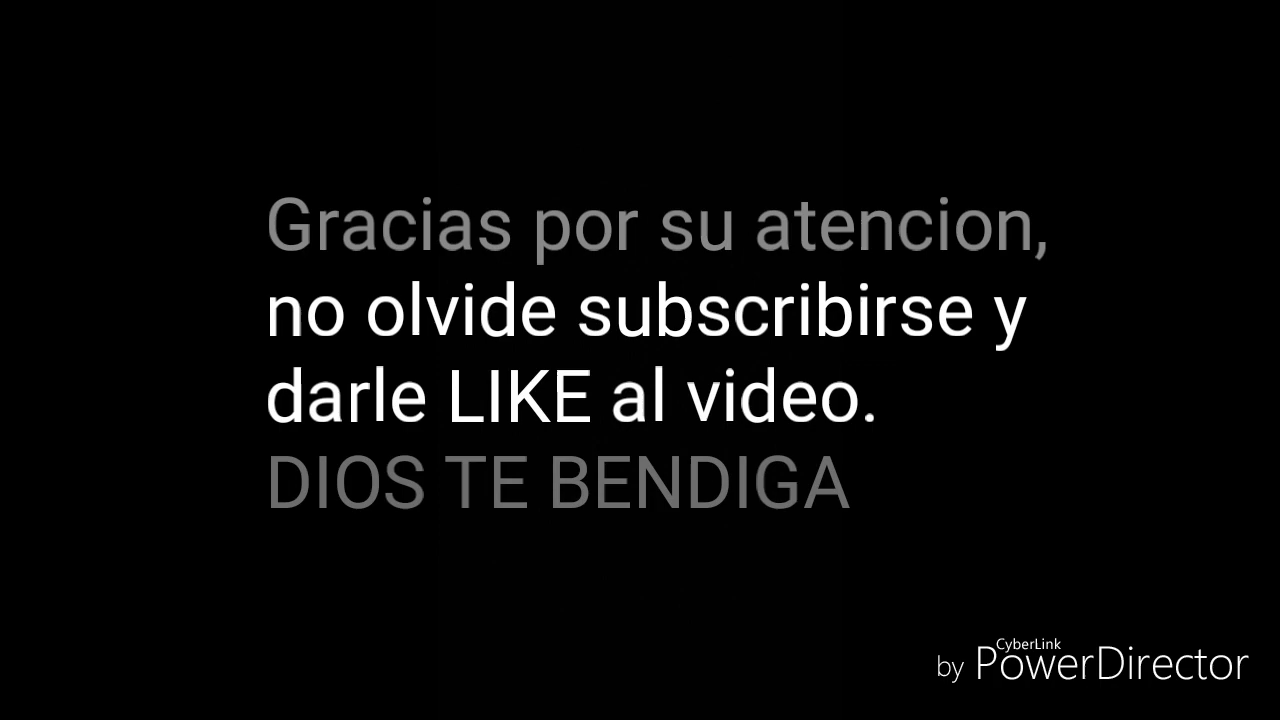 Gracias por su atencion,
no olvide subscribirse y
darle LIKE al video.
DIOS TE BENDIGA
CyberLink
by PowerDirector